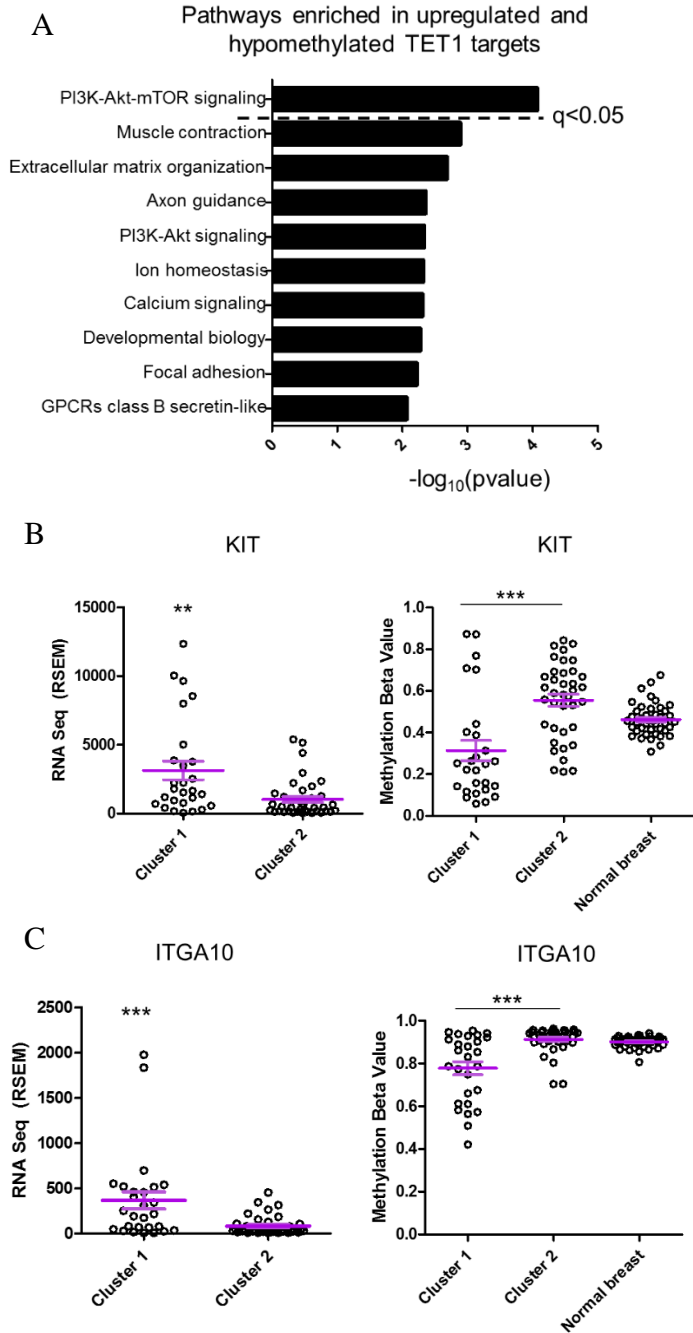 A
Pathways enriched in upregulated and
hypomethylated TET1 targets
PI3K-Akt-mTOR signaling
q<0.05
Muscle contraction
Extracellular matrix organization
Axon guidance
PI3K-Akt signaling
Ion homeostasis
Calcium signaling
Developmental biology
Focal adhesion
GPCRs class B secretin-like
0 1 2 3 4 5
-log10(pvalue)
B
KIT
RNA Seq (RSEM)
15000
10000
5000
0
**
Cluster 1
Cluster 2
KIT
Methylation Beta Value
1.0
0.8
0.6
0.4
0.2
0.0
***
Cluster 1
Cluster 2
Normal breast
C
ITGA10
RNA Seq (RSEM)
2500
2000
1500
1000
500
0
***
Cluster 1
Cluster 2
ITGA10
Methylation Beta Value
1.0
0.8
0.6
0.4
0.2
0.0
***
Cluster 1
Cluster 2
Normal breast